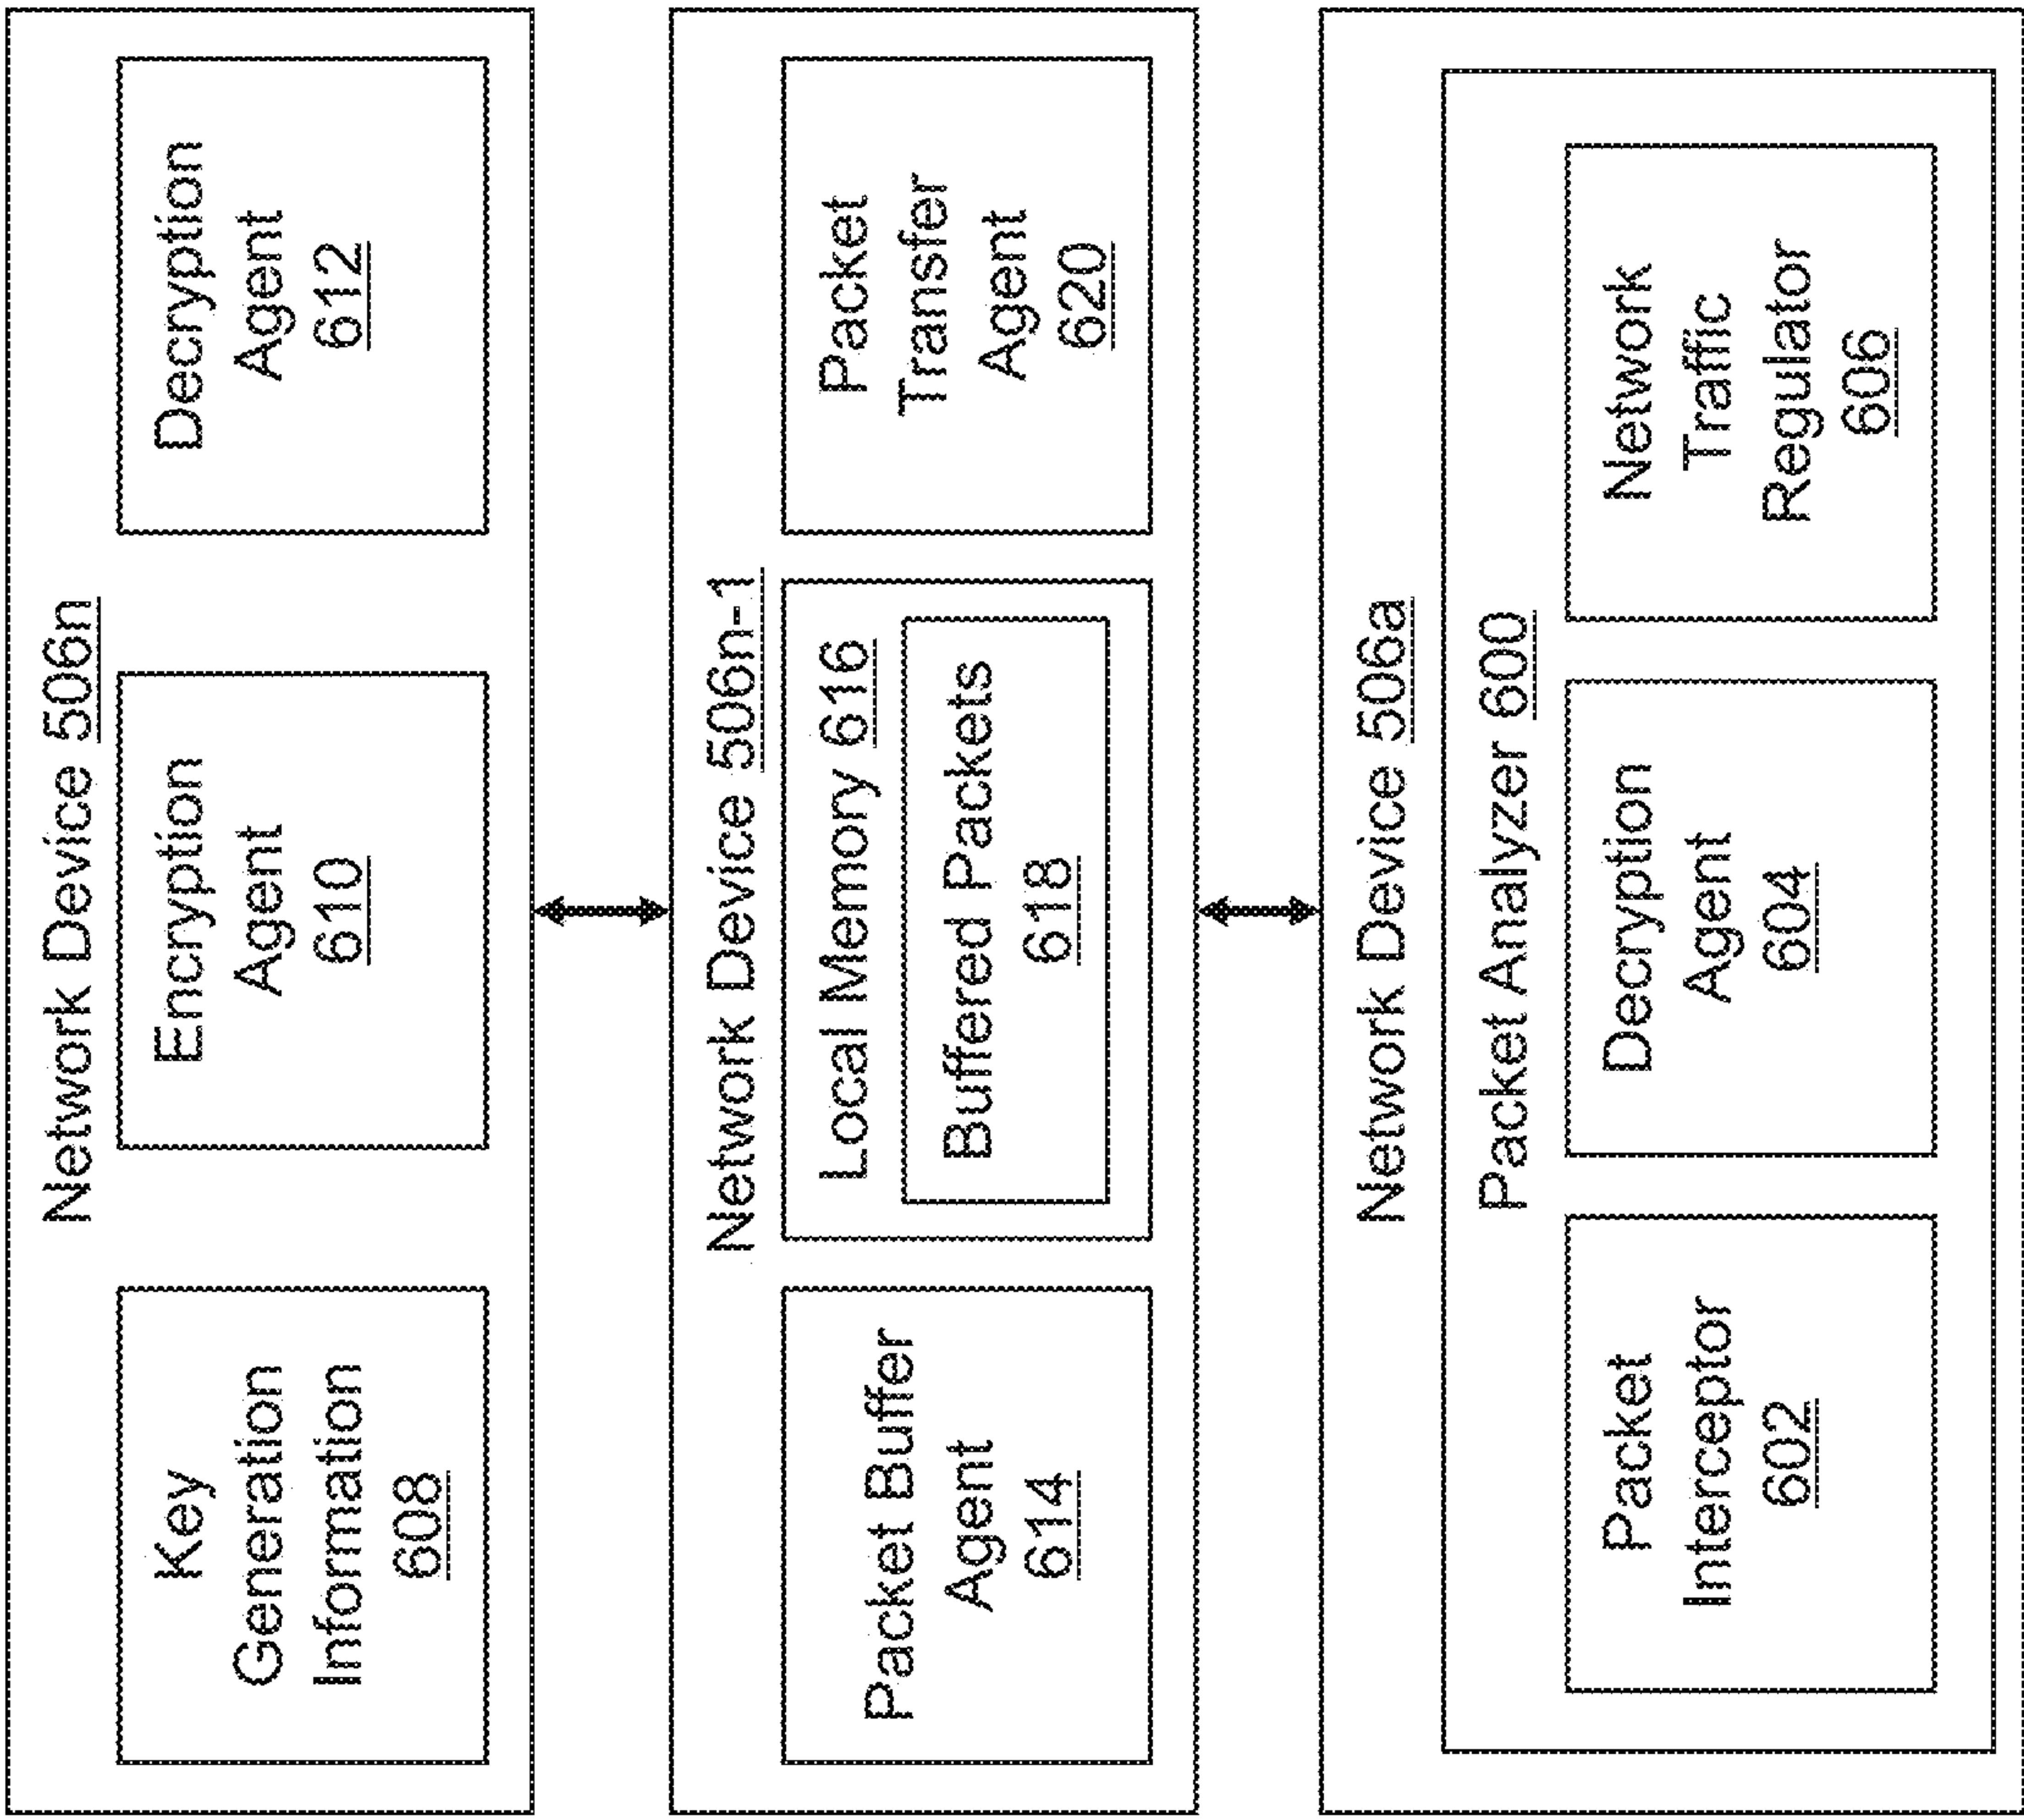 Network Device 506n
Key
Generation
Information
608
Encryption
Agent
610
Decryption
Agent
612
Network Device 506n-1
Packet Buffer
Agent
614
Local Memory 616
Buffered Packets
618
Packet
Transfer
Agent
620
Network Device 506a
Packet Analyzer 600
Packet
Interceptor
602
Decryption
Agent
604
Network
Traffic
Regulator
606